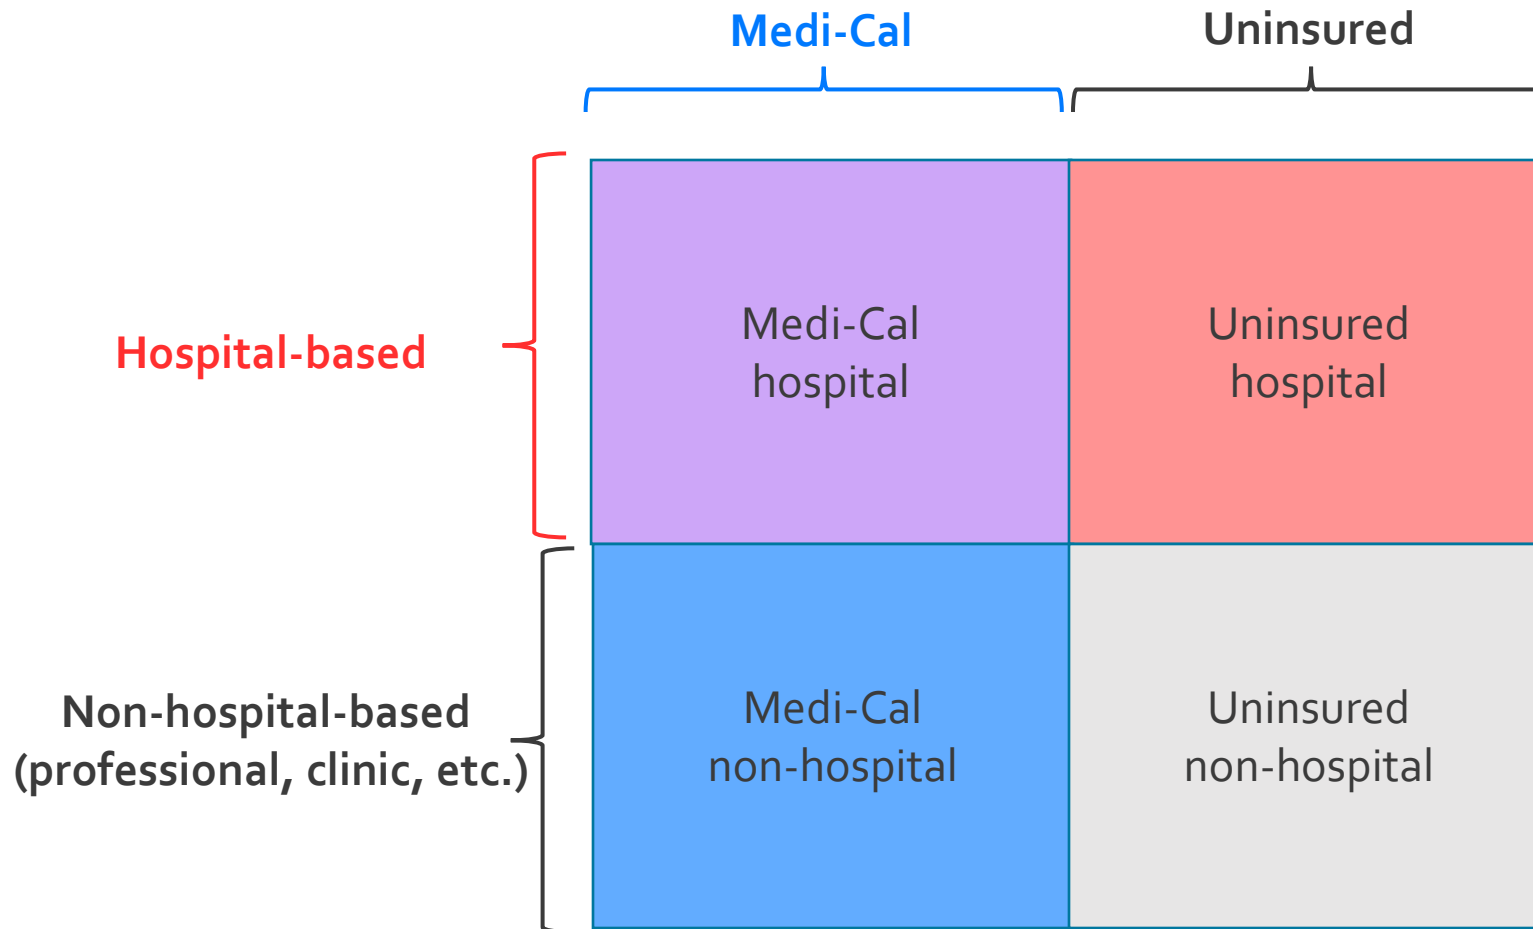 Medi-Cal
Uninsured
Hospital-based
Medi-Cal
hospital
Uninsured
hospital
Non-hospital-based
(professional, clinic, etc.)
Medi-Cal
non-hospital
Uninsured
non-hospital